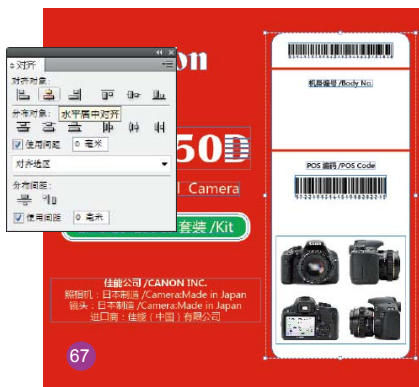 对齐
对齐对象:
分布对象:
水平居中对齐
使用间距
0 毫米
对齐选区
分布间距:
使用间距
0 毫米
on
50D
l Camera
套装 /Kit
佳能公司 /CANON INC.
照相机：日本制造 /Camera:Made in Japan
镜头：日本制造 /Camera:Made in Japan
进口商：佳能（中国）有限公司
67
机身编号 /Body No.
POS 编码 /POS Code